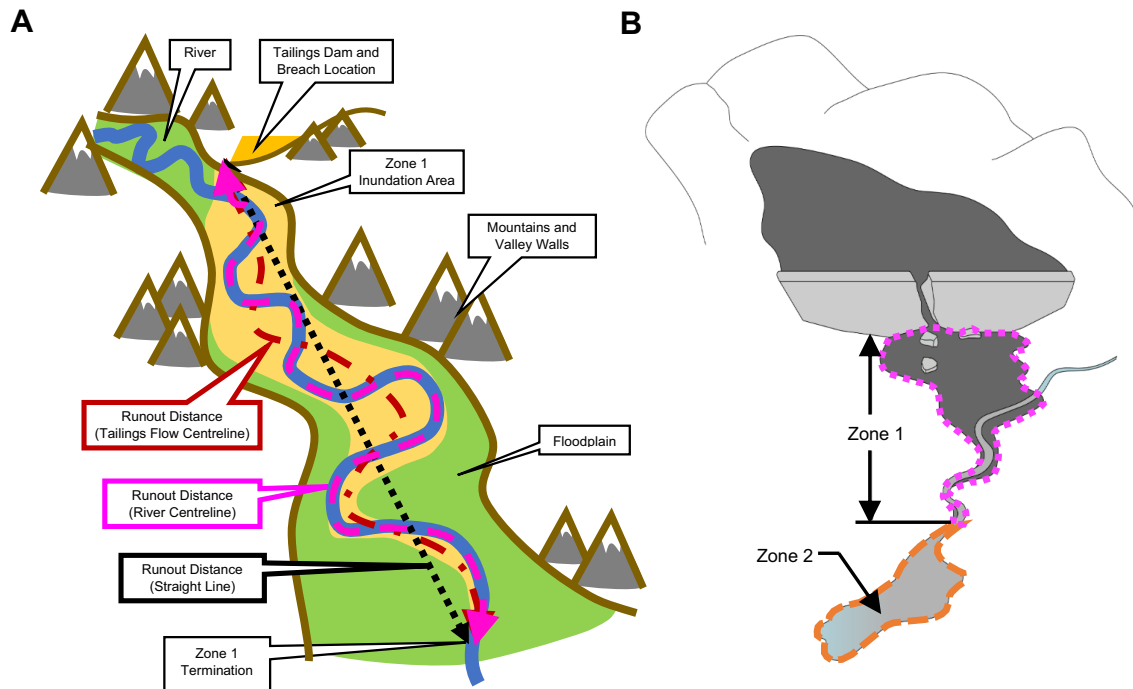 A
River
Tailings Dam and
Breach Location
Zone 1
Inundation Area
Mountains and
Valley Walls
Runout Distance
(Tailings Flow Centreline)
Floodplain
Runout Distance
(River Centreline)
Runout Distance
(Straight Line)
Zone 1
Termination
B
Zone 1
Zone 2